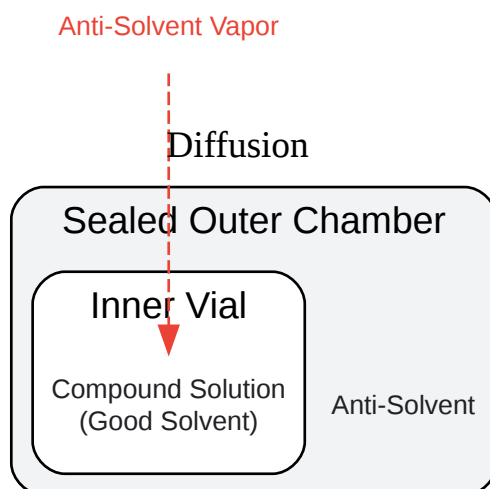 Anti-Solvent Vapor
Diffusion
Sealed Outer Chamber
Inner Vial
Compound Solution
(Good Solvent)
Anti-Solvent